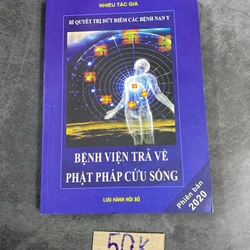 NHIỀU TÁC GIẢ
BÍ QUYẾT TRỊ DỨT ĐIỂM CÁC BỆNH NAN Y
BỆNH VIỆN TRẢ VỀ
PHẬT PHÁP CỨU SỐNG
LƯU HÀNH NỘI BỘ
Phiên bản
2020
50K